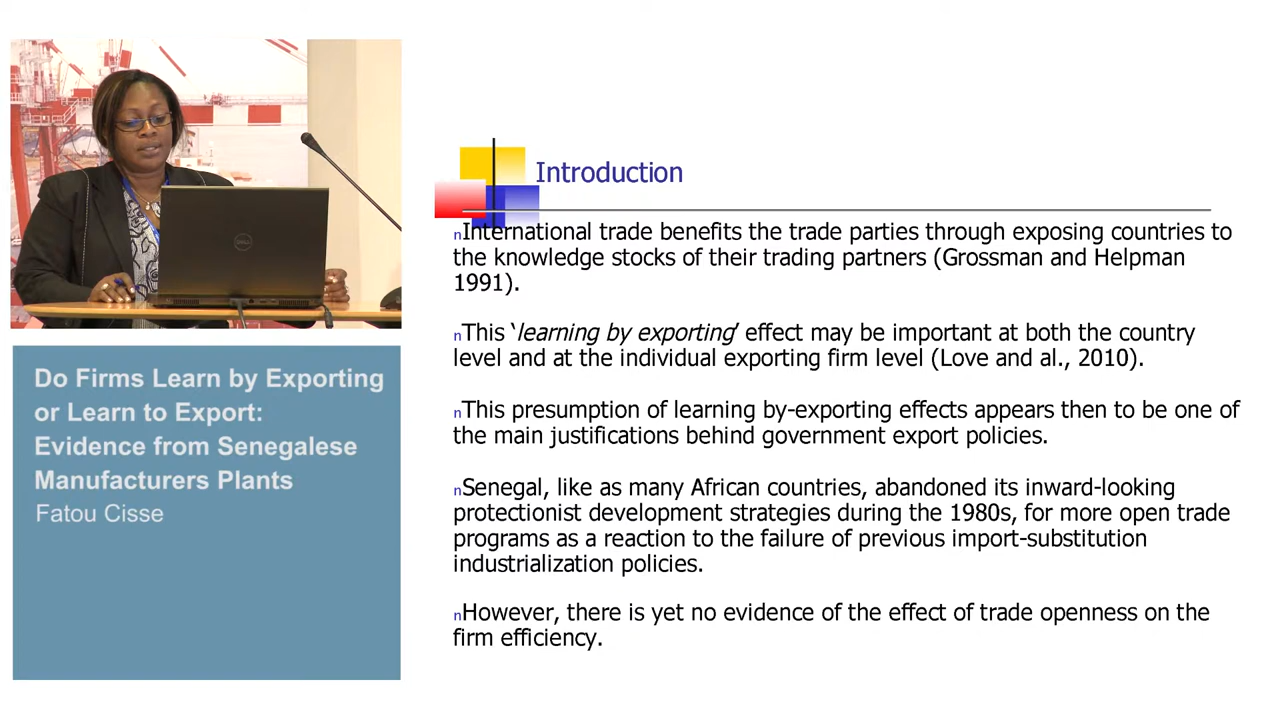 Do Firms Learn by Exporting
or Learn to Export:
Evidence from Senegalese
Manufacturers Plants
Fatou Cisse
Introduction
nInternational trade benefits the trade parties through exposing countries to
the knowledge stocks of their trading partners (Grossman and Helpman
1991).
nThis ‘learning by exporting’ effect may be important at both the country
level and at the individual exporting firm level (Love and al., 2010).
nThis presumption of learning by-exporting effects appears then to be one of
the main justifications behind government export policies.
nSenegal, like as many African countries, abandoned its inward-looking
protectionist development strategies during the 1980s, for more open trade
programs as a reaction to the failure of previous import-substitution
industrialization policies.
nHowever, there is yet no evidence of the effect of trade openness on the
firm efficiency.